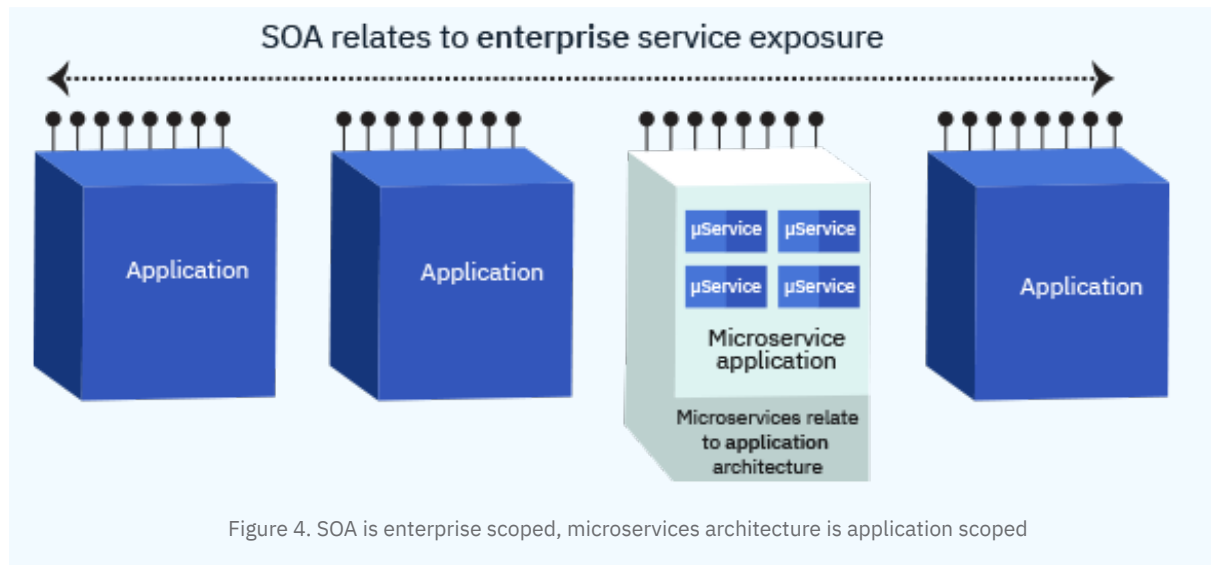 SOA relates to enterprise service exposure
Application
Application
µService
µService
µService
µService
Microservice
application
Microservices relate
to application
architecture
Application
Figure 4. SOA is enterprise scoped, microservices architecture is application scoped